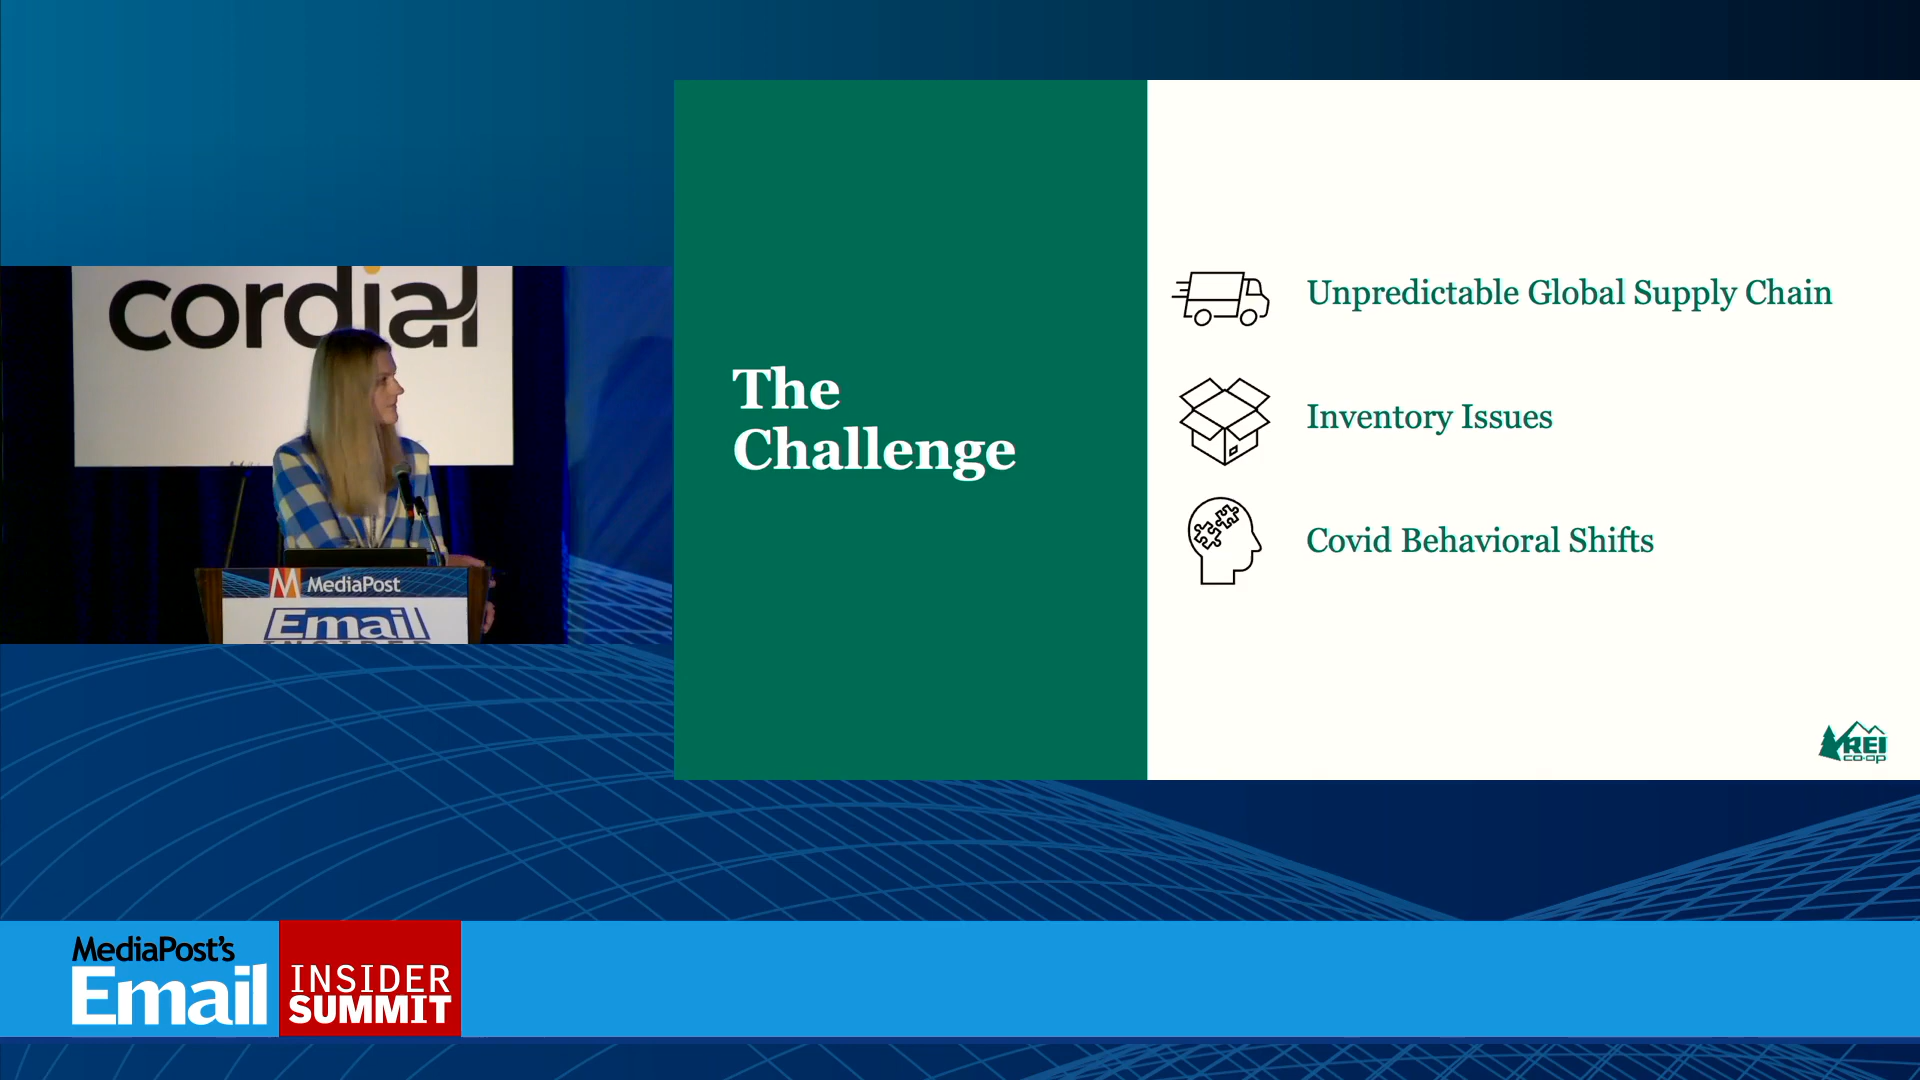 cordial
MediaPost
Email
INSIDER
The
Challenge
Unpredictable Global Supply Chain
Inventory Issues
Covid Behavioral Shifts
REI
co-op
MediaPost's
Email
INSIDER
SUMMIT